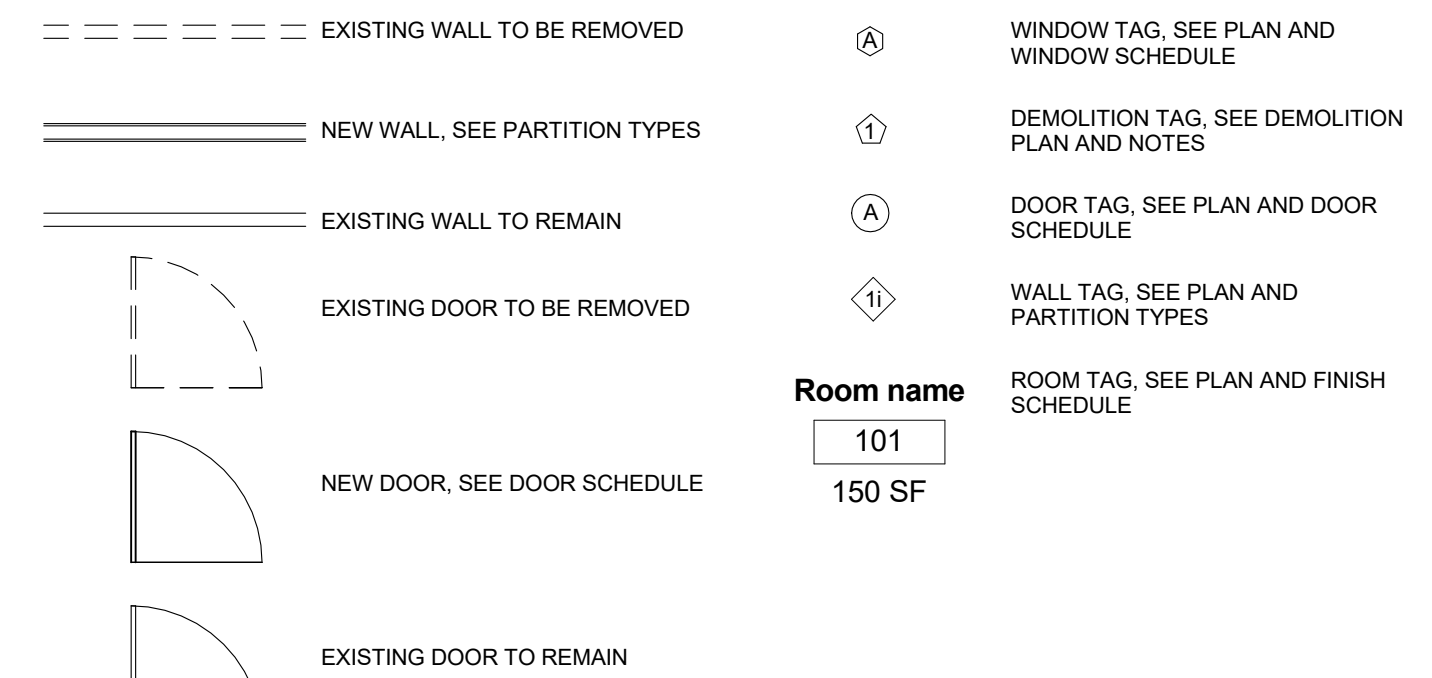 EXISTING WALL TO BE REMOVED
NEW WALL, SEE PARTITION TYPES
EXISTING WALL TO REMAIN
EXISTING DOOR TO BE REMOVED
NEW DOOR, SEE DOOR SCHEDULE
EXISTING DOOR TO REMAIN
A
WINDOW TAG, SEE PLAN AND
WINDOW SCHEDULE
1
DEMOLITION TAG, SEE DEMOLITION
PLAN AND NOTES
A
DOOR TAG, SEE PLAN AND DOOR
SCHEDULE
1i
WALL TAG, SEE PLAN AND
PARTITION TYPES
Room name
101
150 SF
ROOM TAG, SEE PLAN AND FINISH
SCHEDULE